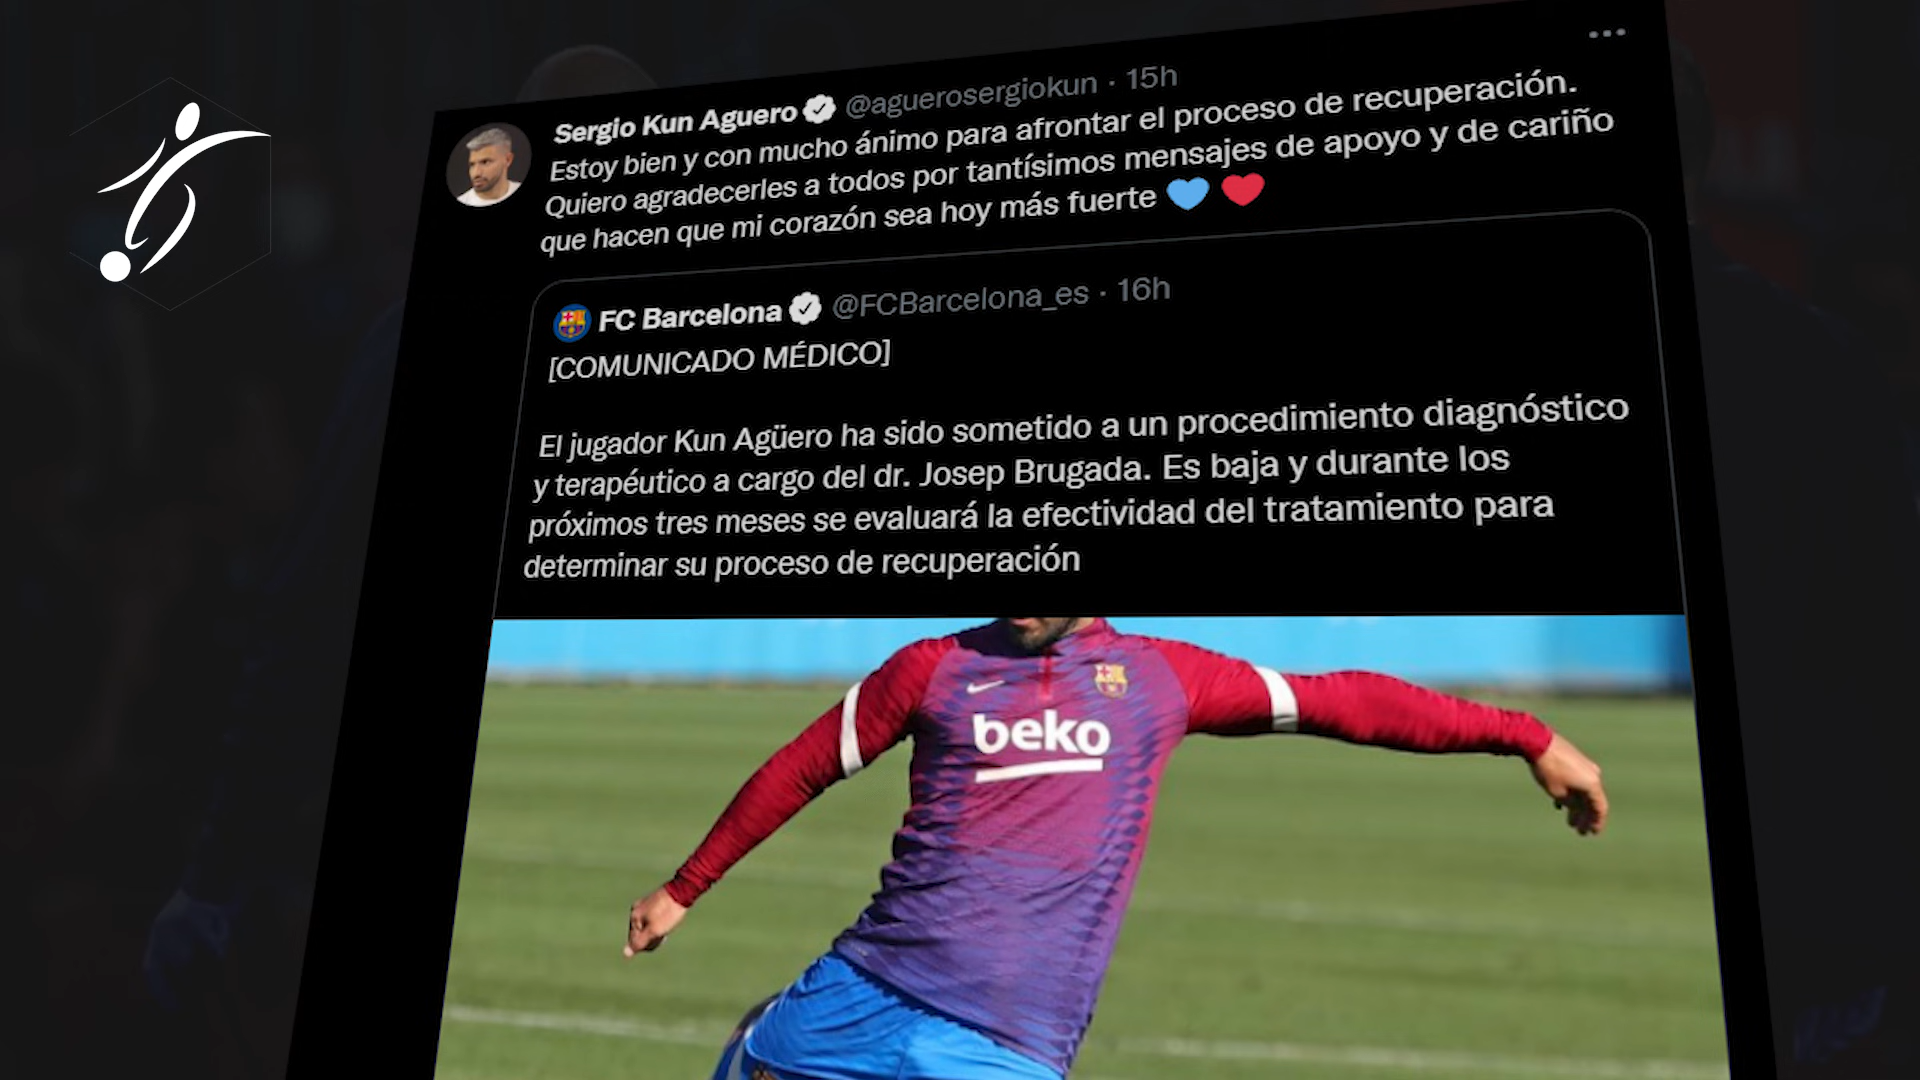 Sergio Kun Aguero @aguerosergiokun · 15h
Estoy bien y con mucho ánimo para afrontar el proceso de recuperación.
Quiero agradecerles a todos por tantísimos mensajes de apoyo y de cariño
que hacen que mi corazón sea hoy más fuerte 💙 ❤️
FC Barcelona @FCBarcelona_es · 16h
[COMUNICADO MÉDICO]
El jugador Kun Agüero ha sido sometido a un procedimiento diagnóstico
y terapéutico a cargo del dr. Josep Brugada. Es baja y durante los
próximos tres meses se evaluará la efectividad del tratamiento para
determinar su proceso de recuperación
beko